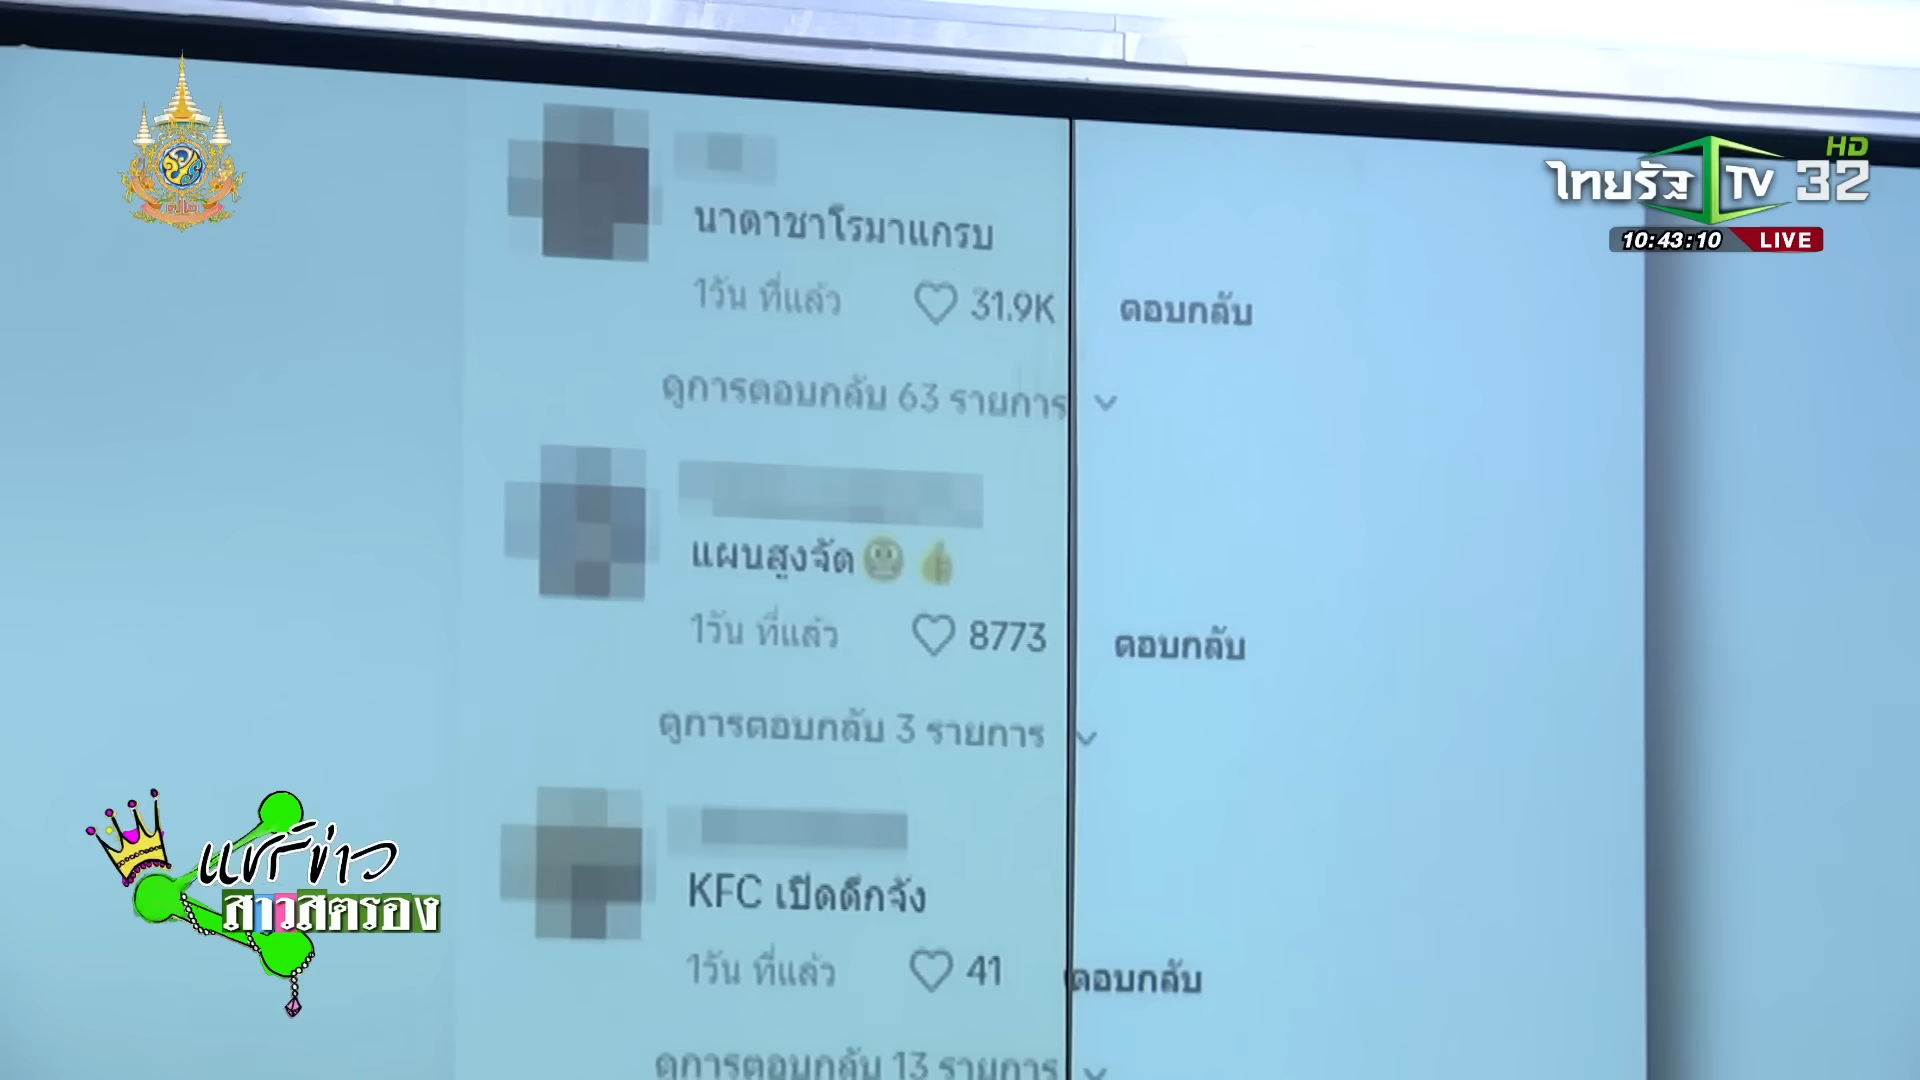 ไทยรัฐ TV 32 HD
10:43:10 LIVE
นาตาชาโรมาแกรบ
1วัน ที่แล้ว 31.9K ตอบกลับ
ดูการตอบกลับ 63 รายการ
แผนสูงจัด
1วัน ที่แล้ว 8773 ตอบกลับ
ดูการตอบกลับ 3 รายการ
KFC เปิดดึกจัง
1วัน ที่แล้ว 41 ตอบกลับ
ดูการตอบกลับ 13 รายการ
แชร์ข่าว
สาวสตรอง